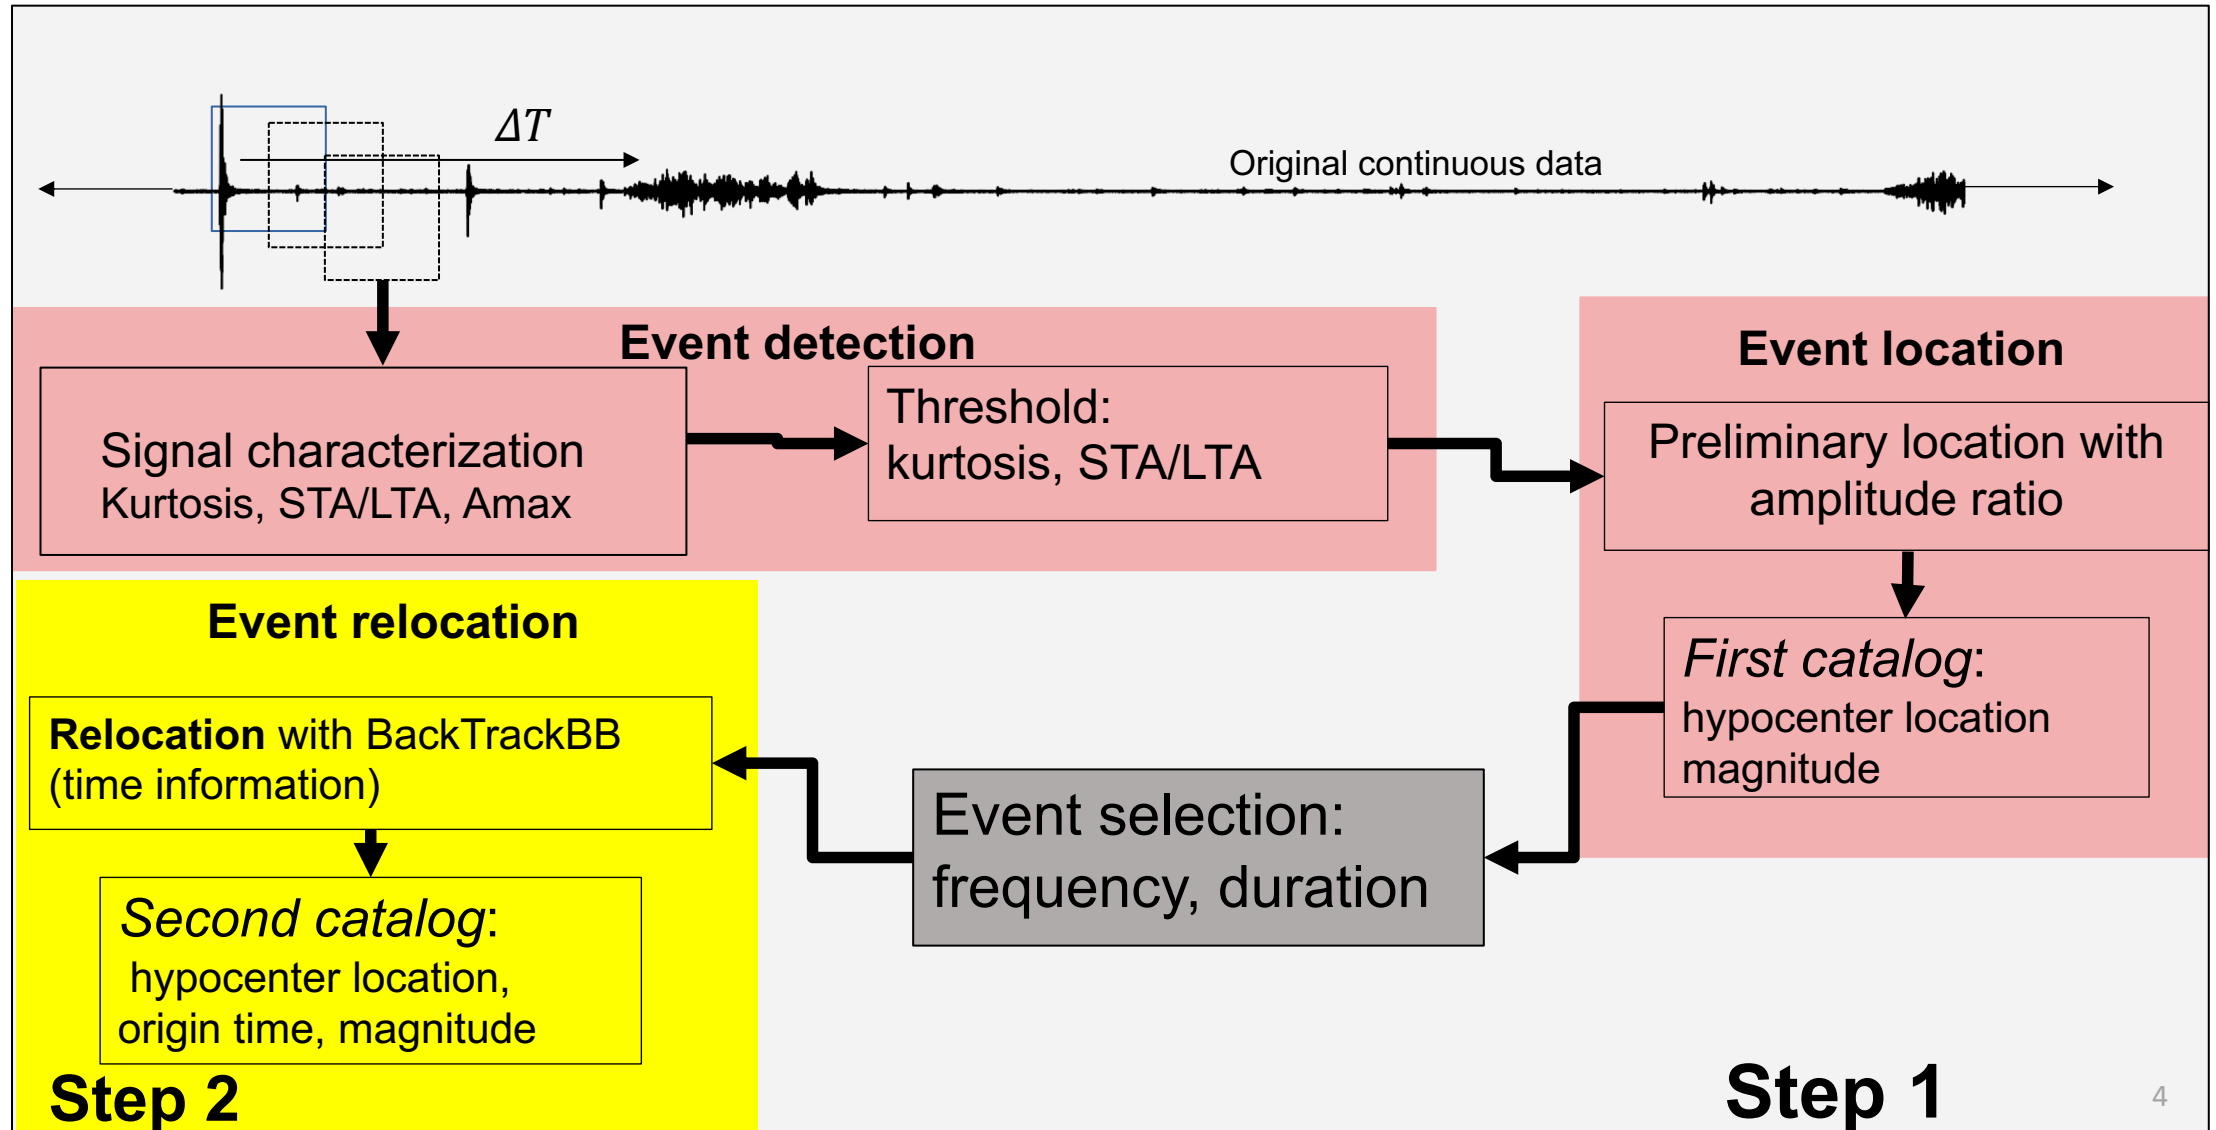 ΔT
Original continuous data
Event detection
Signal characterization
Kurtosis, STA/LTA, Amax
Threshold:
kurtosis, STA/LTA
Event location
Preliminary location with
amplitude ratio
First catalog:
hypocenter location
magnitude
Event selection:
frequency, duration
Event relocation
Relocation with BackTrackBB
(time information)
Second catalog:
hypocenter location,
origin time, magnitude
Step 2
Step 1
4